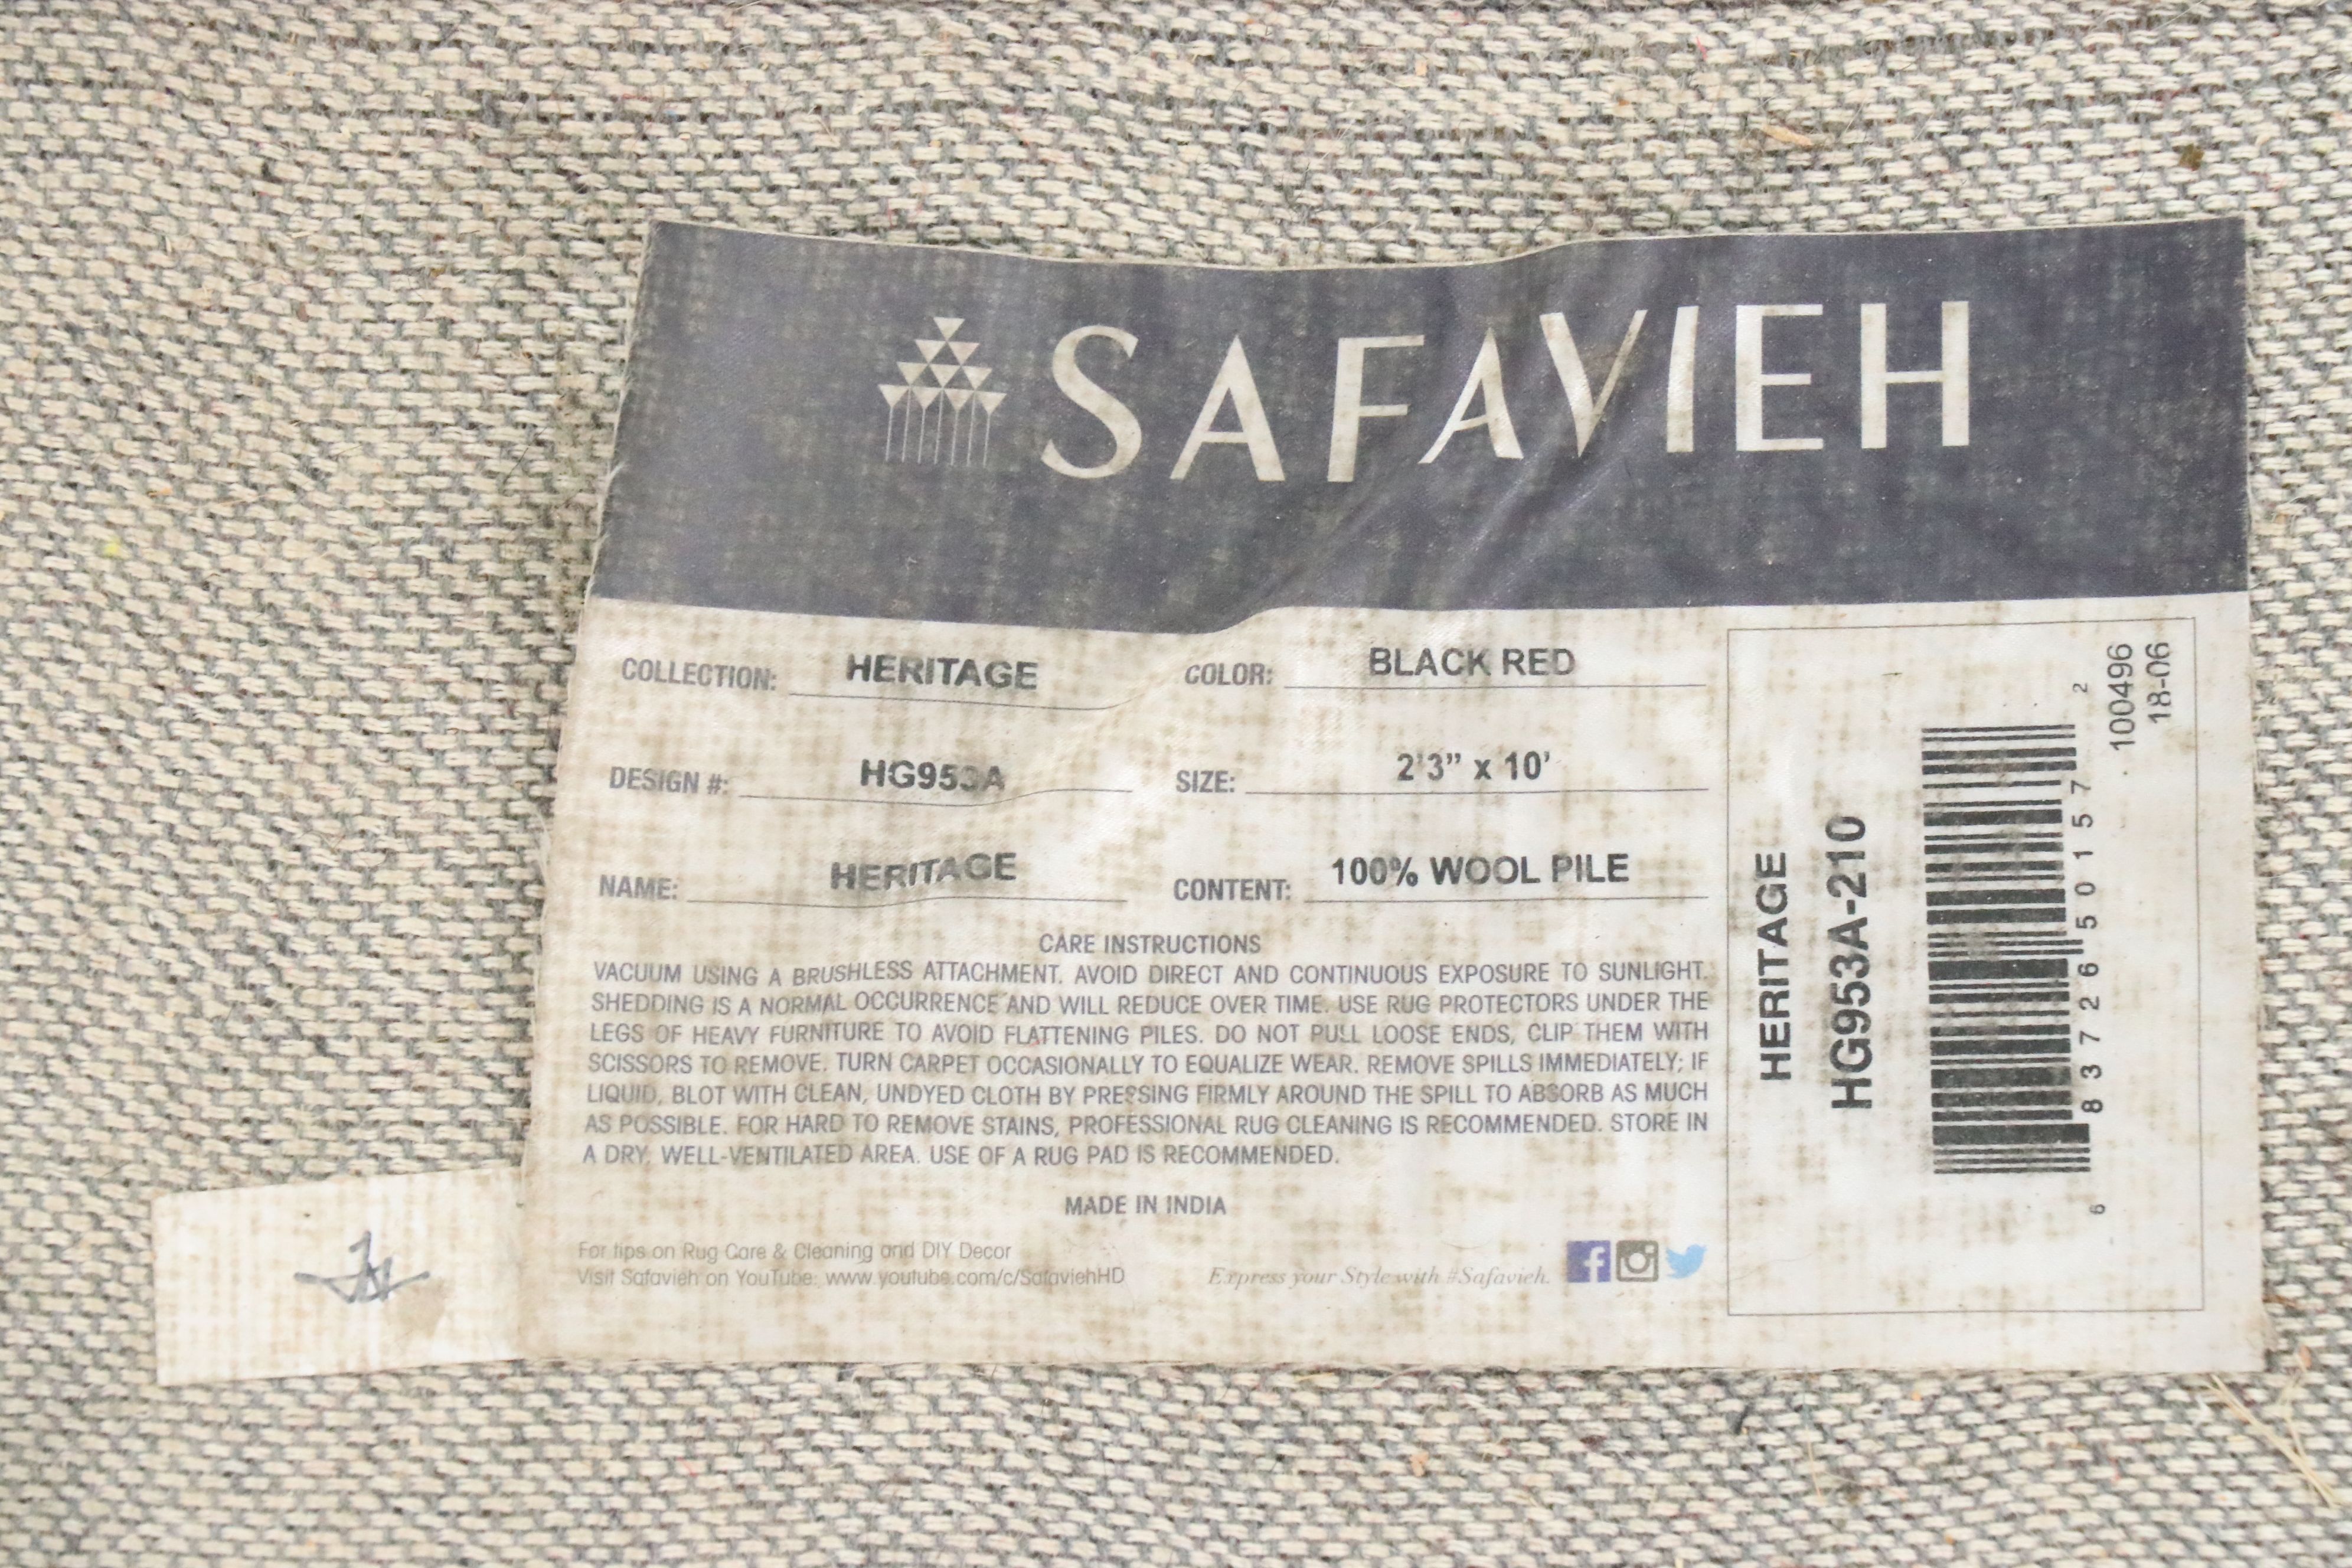 SAFAVIEH
COLLECTION: HERITAGE COLOR: BLACK RED
DESIGN #: HG953A SIZE: 2'3" x 10'
NAME: HERITAGE CONTENT: 100% WOOL PILE
CARE INSTRUCTIONS
VACUUM USING A BRUSHLESS ATTACHMENT. AVOID DIRECT AND CONTINUOUS EXPOSURE TO SUNLIGHT.
SHEDDING IS A NORMAL OCCURRENCE AND WILL REDUCE OVER TIME. USE RUG PROTECTORS UNDER THE
LEGS OF HEAVY FURNITURE TO AVOID FLATTENING PILES. DO NOT PULL LOOSE ENDS, CLIP THEM WITH
SCISSORS TO REMOVE. TURN CARPET OCCASIONALLY TO EQUALIZE WEAR. REMOVE SPILLS IMMEDIATELY; IF
LIQUID, BLOT WITH CLEAN, UNDYED CLOTH BY PRESSING FIRMLY AROUND THE SPILL TO ABSORB AS MUCH
AS POSSIBLE. FOR HARD TO REMOVE STAINS, PROFESSIONAL RUG CLEANING IS RECOMMENDED. STORE IN
A DRY, WELL-VENTILATED AREA. USE OF A RUG PAD IS RECOMMENDED.
MADE IN INDIA
For tips on Rug Care & Cleaning and DIY Decor
Visit Safavieh on YouTube: www.youtube.com/c/SafaviehHD
Express your Style with #Safavieh.
HERITAGE
HG953A-210
6 83726 50157 2
100496
18-06